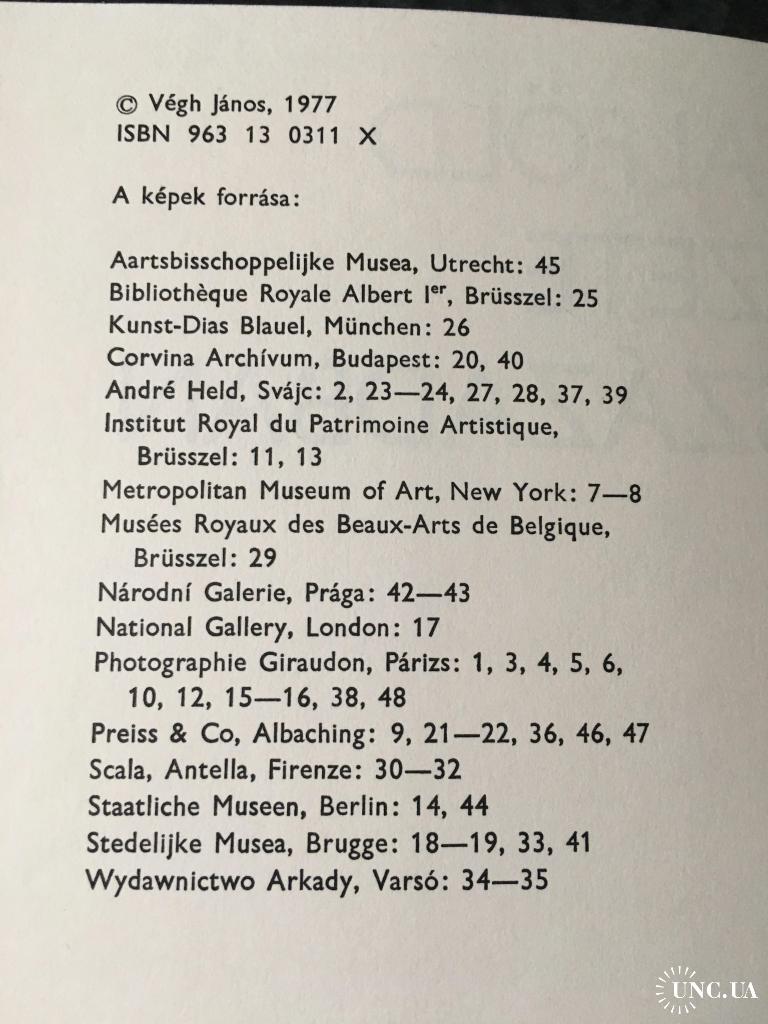 © Végh János, 1977
ISBN 963 13 0311 X
A képek forrása:
Aartsbisschoppelijke Musea, Utrecht: 45
Bibliothèque Royale Albert Iᵉʳ, Brüsszel: 25
Kunst-Dias Blauel, München: 26
Corvina Archívum, Budapest: 20, 40
André Held, Svájc: 2, 23—24, 27, 28, 37, 39
Institut Royal du Patrimoine Artistique,
Brüsszel: 11, 13
Metropolitan Museum of Art, New York: 7—8
Musées Royaux des Beaux-Arts de Belgique,
Brüsszel: 29
Národní Galerie, Prága: 42—43
National Gallery, London: 17
Photographie Giraudon, Párizs: 1, 3, 4, 5, 6,
10, 12, 15—16, 38, 48
Preiss & Co, Albaching: 9, 21—22, 36, 46, 47
Scala, Antella, Firenze: 30—32
Staatliche Museen, Berlin: 14, 44
Stedelijke Musea, Brugge: 18—19, 33, 41
Wydawnictwo Arkady, Varsó: 34—35
UNC.UA